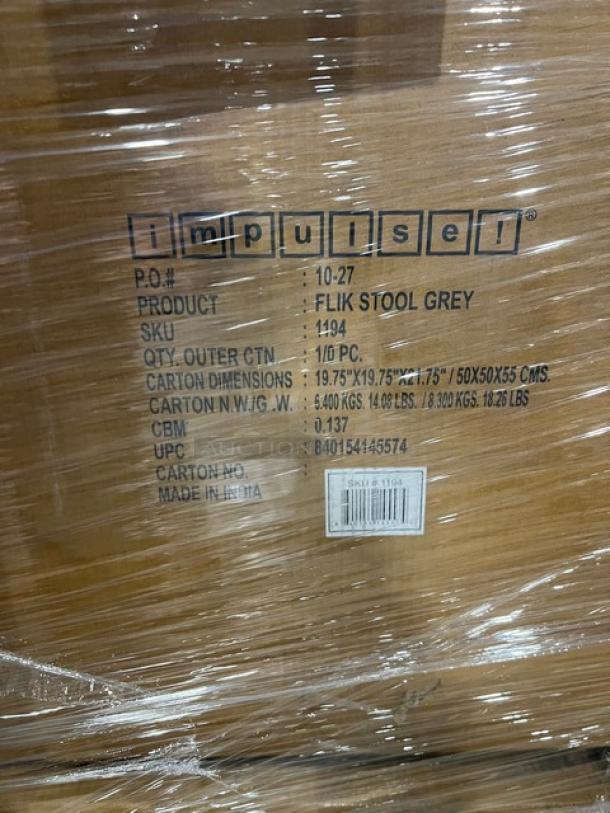 impulse!®
P.O.# : 10-27
PRODUCT : FLIK STOOL GREY
SKU : 1194
QTY. OUTER CTN : 1/0 PC.
CARTON DIMENSIONS : 19.75"X19.75"X21.75" / 50X50X55 CMS.
CARTON N.W./G .W. : 6.400 KGS. 14.08 LBS. / 8.300 KGS. 18.26 LBS
CBM : 0.137
UPC : 840154145574
CARTON NO. :
MADE IN INDIA
SKU # 1194